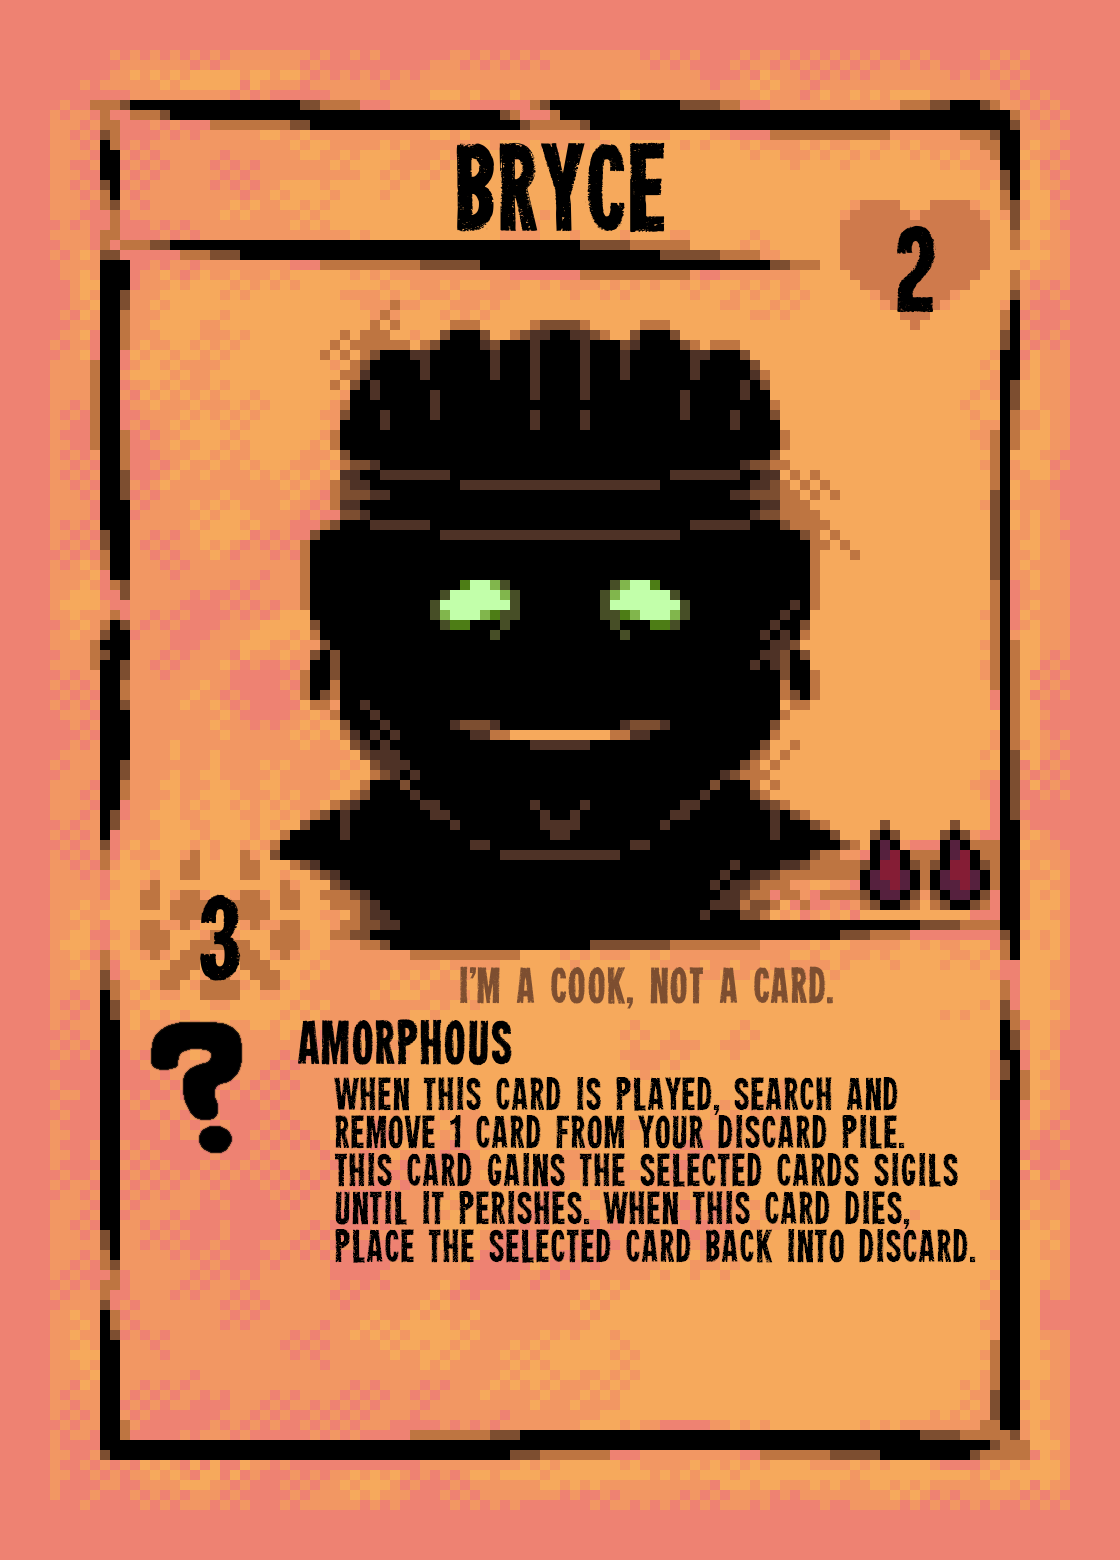 BRYCE
2
3
I'M A COOK, NOT A CARD.
?
AMORPHOUS
WHEN THIS CARD IS PLAYED, SEARCH AND
REMOVE 1 CARD FROM YOUR DISCARD PILE.
THIS CARD GAINS THE SELECTED CARDS SIGILS
UNTIL IT PERISHES. WHEN THIS CARD DIES,
PLACE THE SELECTED CARD BACK INTO DISCARD.